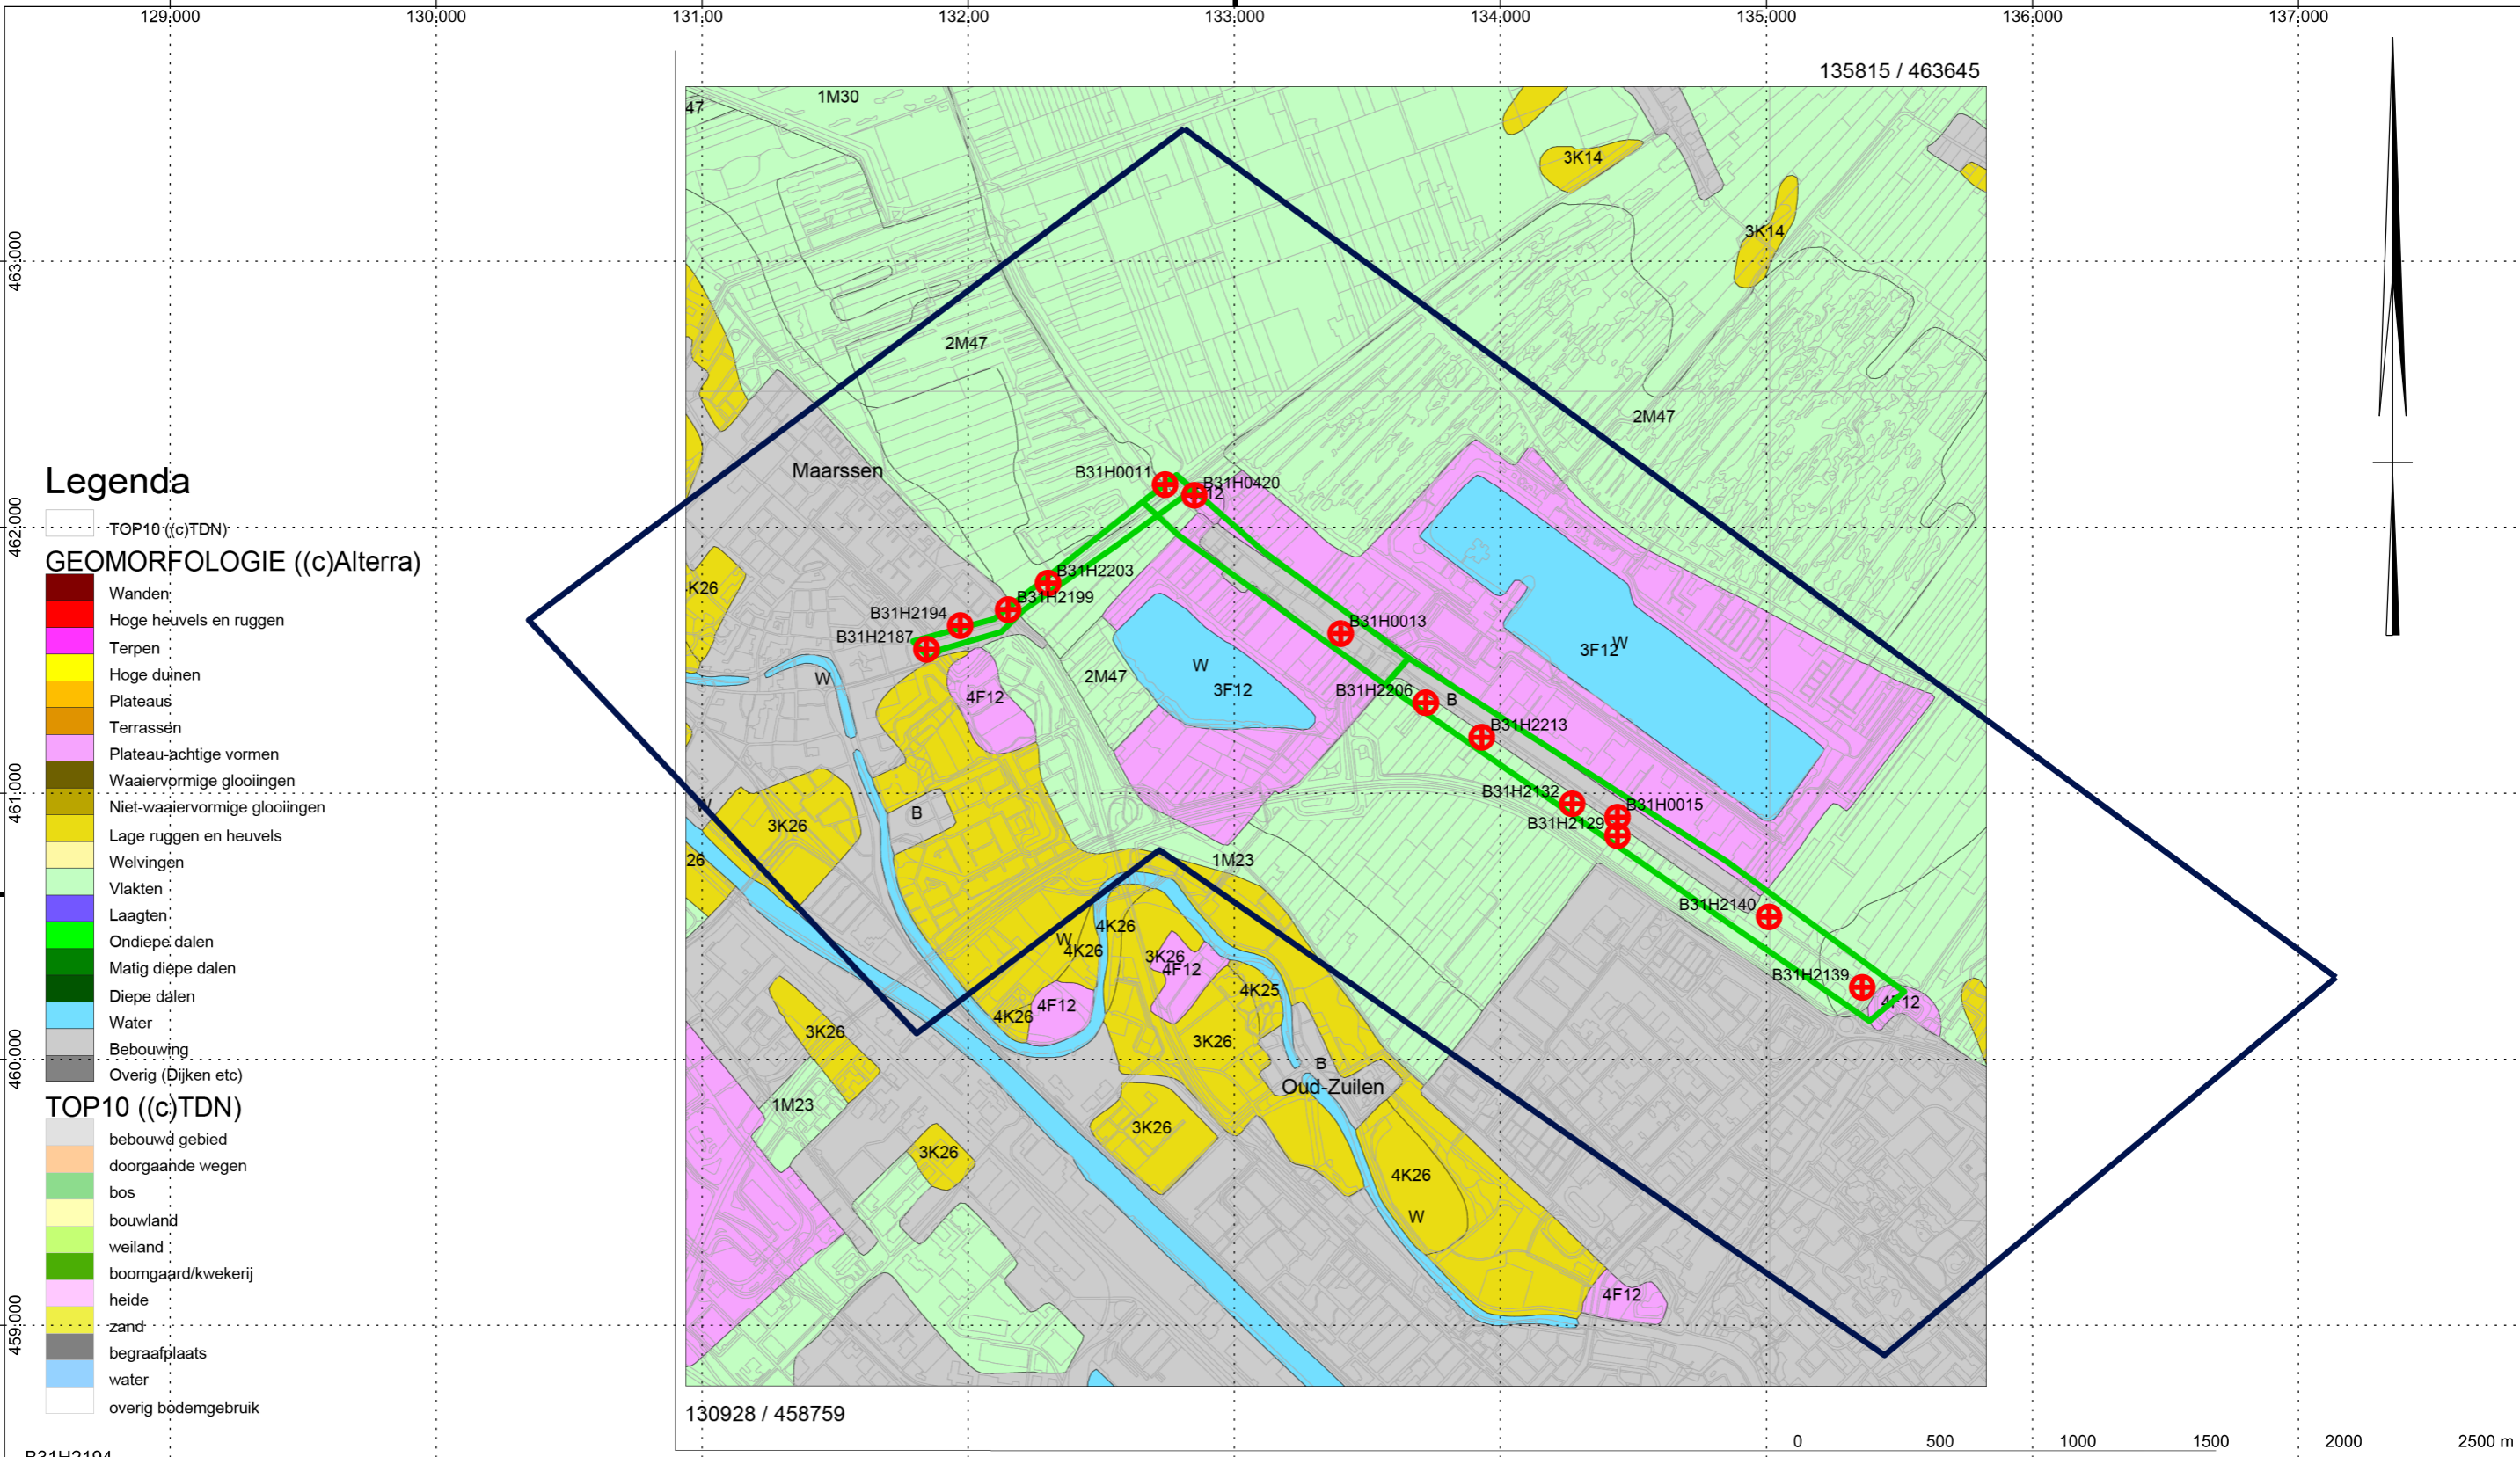 129.000 130.000 131.000 132.000 133.000 134.000 135.000 136.000 137.000
135815 / 463645
47
1M30
3K14
3K14
463.000
2M47
2M47
Maarssen
B31H0011
B31H0420
12
462.000
Legenda
TOP10 ((c)TDN)
GEOMORFOLOGIE ((c)Alterra)
Wanden
Hoge heuvels en ruggen
Terpen
Hoge duinen
Plateaus
Terrassen
Plateau-achtige vormen
Waaiervormige glooiingen
Niet-waaiervormige glooiingen
Lage ruggen en heuvels
Welvingen
Vlakten
Laagten
Ondiepe dalen
Matig diepe dalen
Diepe dalen
Water
Bebouwing
Overig (Dijken etc)
TOP10 ((c)TDN)
bebouwd gebied
doorgaande wegen
bos
bouwland
weiland
boomgaard/kwekerij
heide
zand
begraafplaats
water
overig bodemgebruik
B31H2203
K26
B31H2199
B31H2194
B31H2187
B31H0013
W
3F12
W
3F12
W
2M47
4F12
B31H2206
B
B31H2213
461.000
W
B31H2132
B31H0015
B31H2129
B
3K26
26
1M23
B31H2140
4K26
W
4K26
3K26
4F12
B31H2139
4K25
4F12
4F12
4K26
3K26
3K26
460.000
B
Oud-Zuilen
1M23
3K26
3K26
4K26
W
4F12
459.000
130928 / 458759
0 500 1000 1500 2000 2500 m
B31H2194